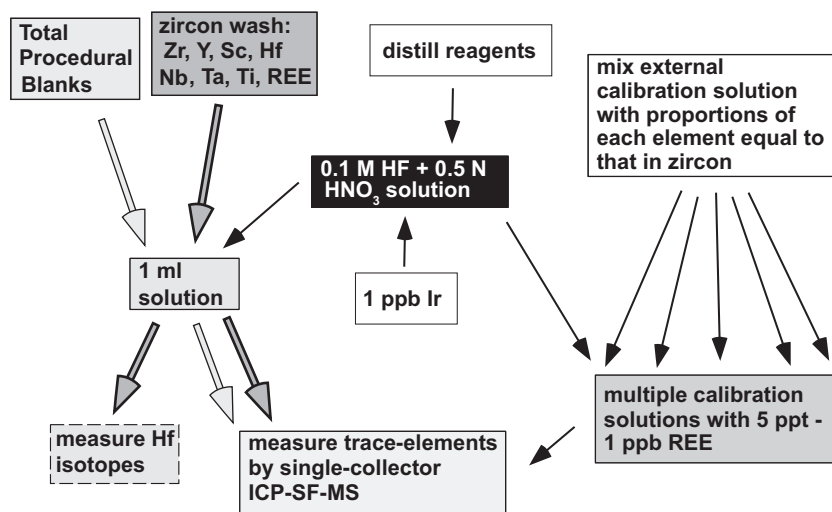 Total
Procedural
Blanks
zircon wash:
Zr, Y, Sc, Hf
Nb, Ta, Ti, REE
distill reagents
mix external
calibration solution
with proportions of
each element equal to
that in zircon
0.1 M HF + 0.5 N
HNO₃ solution
1 ml
solution
1 ppb Ir
measure Hf
isotopes
measure trace-elements
by single-collector
ICP-SF-MS
multiple calibration
solutions with 5 ppt -
1 ppb REE